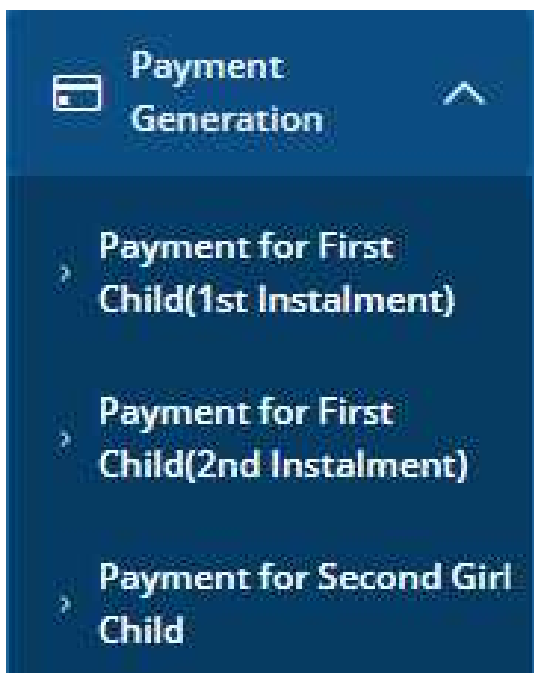 Payment
Generation
Payment for First
Child(1st Instalment)
Payment for First
Child(2nd Instalment)
Payment for Second Girl
Child